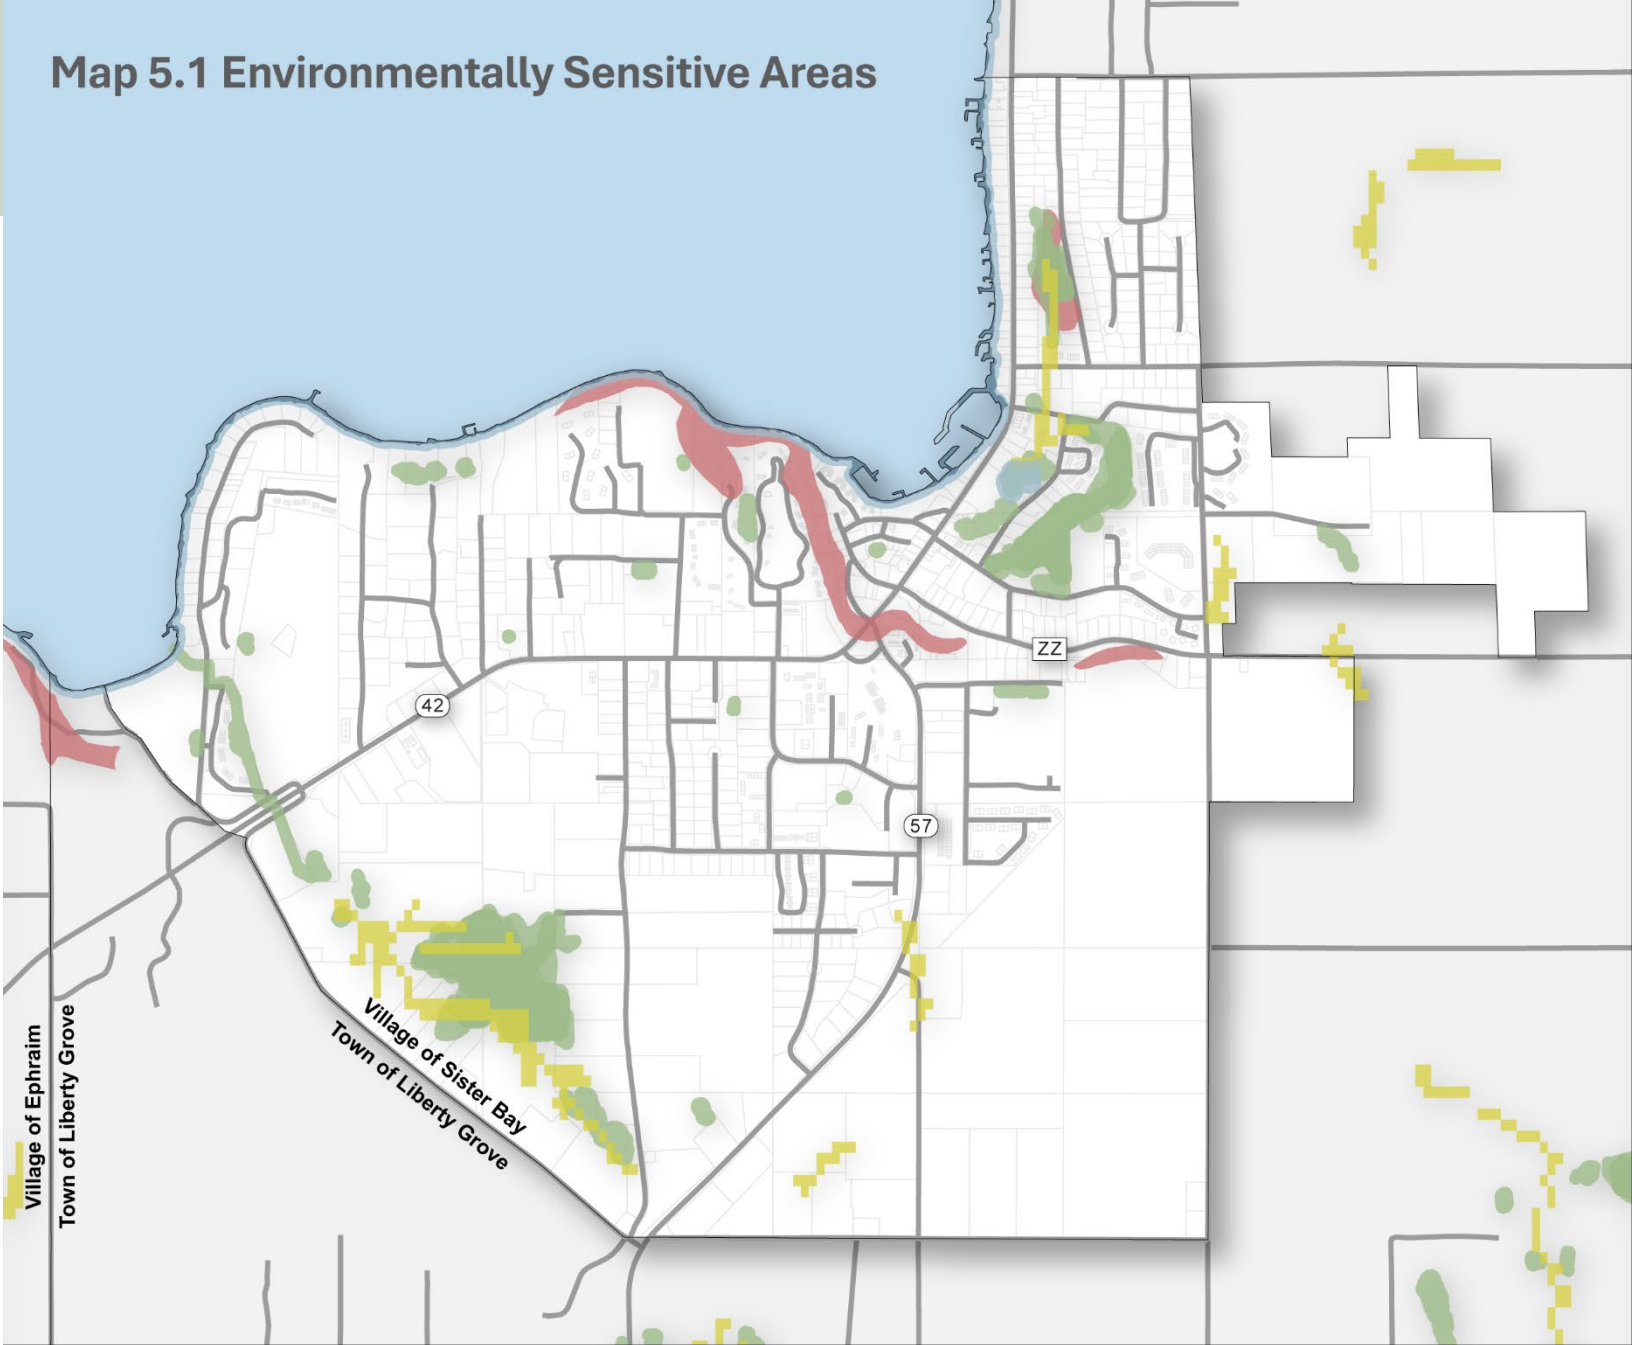 Map 5.1 Environmentally Sensitive Areas
ZZ
42
57
Village of Sister Bay
Town of Liberty Grove
Village of Ephraim
Town of Liberty Grove